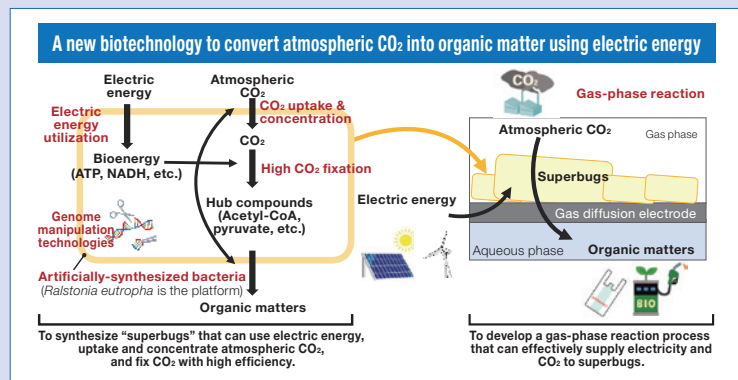 A new biotechnology to convert atmospheric CO₂ into organic matter using electric energy
Electric
energy
Atmospheric
CO₂
Electric
energy
utilization
CO₂ uptake &
concentration
CO₂
Bioenergy
(ATP, NADH, etc.)
High CO₂ fixation
Hub compounds
(Acetyl-CoA,
pyruvate, etc.)
Genome
manipulation
technologies
Artificially-synthesized bacteria
(Ralstonia eutropha is the platform)
Organic matters
To synthesize “superbugs” that can use electric energy,
uptake and concentrate atmospheric CO₂,
and fix CO₂ with high efficiency.
CO₂
Gas-phase reaction
Atmospheric CO₂
Gas phase
Superbugs
Electric energy
Gas diffusion electrode
Aqueous phase
Organic matters
BIO
To develop a gas-phase reaction process
that can effectively supply electricity and
CO₂ to superbugs.